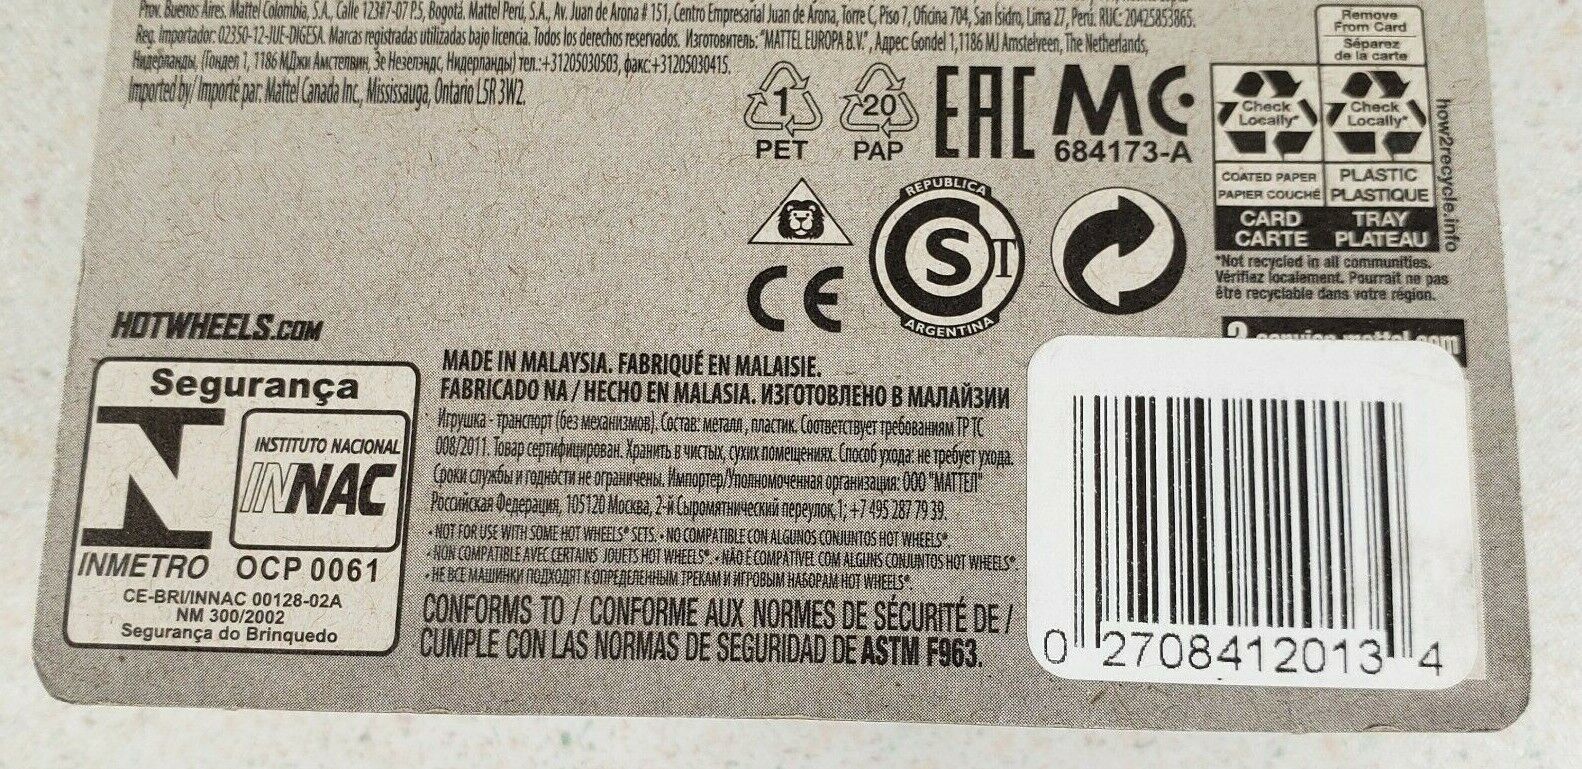 Prov. Buenos Aires. Mattel Colombia, S.A., Calle 123#7-07 P.5, Bogotá. Mattel Perú, S.A., Av. Juan de Arona # 151, Centro Empresarial Juan de Arona, Torre C, Piso 7, Oficina 704, San Isidro, Lima 27, Perú. RUC: 20425853865.
Reg. Importador: 02350-12-JUE-DIGESA. Marcas registradas utilizadas bajo licencia. Todos los derechos reservados. Изготовитель: "MATTEL EUROPA B.V.", Адрес: Gondel 1, 1186 MJ Amstelveen, The Netherlands,
Нидерланды, (Гондел 1, 1186 МДжи Амстелвин, Зе Незелэндс, Нидерланды) тел.:+31205030503, факс:+31205030415.
Imported by/ Importé par: Mattel Canada Inc., Mississauga, Ontario L5R 3W2.
Remove
From Card
Séparez
de la carte
1
PET
20
PAP
EAC
MC
684173-A
Check
Locally*
Check
Locally*
COATED PAPER
PAPIER COUCHÉ
PLASTIC
PLASTIQUE
CARD
CARTE
TRAY
PLATEAU
how2recycle.info
*Not recycled in all communities.
Vérifiez localement. Pourrait ne pas
être recyclable dans votre région.
REPUBLICA
S T
ARGENTINA
CE
service.mattel.com
HOTWHEELS.COM
Segurança
INSTITUTO NACIONAL
INNAC
INMETRO OCP 0061
CE-BRI/INNAC 00128-02A
NM 300/2002
Segurança do Brinquedo
MADE IN MALAYSIA. FABRIQUÉ EN MALAISIE.
FABRICADO NA / HECHO EN MALASIA. ИЗГОТОВЛЕНО В МАЛАЙЗИИ
Игрушка - транспорт (без механизмов). Состав: металл, пластик. Соответствует требованиям ТР ТС
008/2011. Товар сертифицирован. Хранить в чистых, сухих помещениях. Способ ухода: не требует ухода.
Сроки службы и годности не ограничены. Импортер/Уполномоченная организация: ООО "МАТТЕЛ"
Российская Федерация, 105120 Москва, 2-й Сыромятнический переулок,1; +7 495 287 79 39.
• NOT FOR USE WITH SOME HOT WHEELS® SETS. • NO COMPATIBLE CON ALGUNOS CONJUNTOS HOT WHEELS®.
• NON COMPATIBLE AVEC CERTAINS JOUETS HOT WHEELS®. • NÃO É COMPATÍVEL COM ALGUNS CONJUNTOS HOT WHEELS®.
• НЕ ВСЕ МАШИНКИ ПОДХОДЯТ К ОПРЕДЕЛЕННЫМ ТРЕКАМ И ИГРОВЫМ НАБОРАМ HOT WHEELS®.
CONFORMS TO / CONFORME AUX NORMES DE SÉCURITÉ DE /
CUMPLE CON LAS NORMAS DE SEGURIDAD DE ASTM F963.
0 27084 12013 4